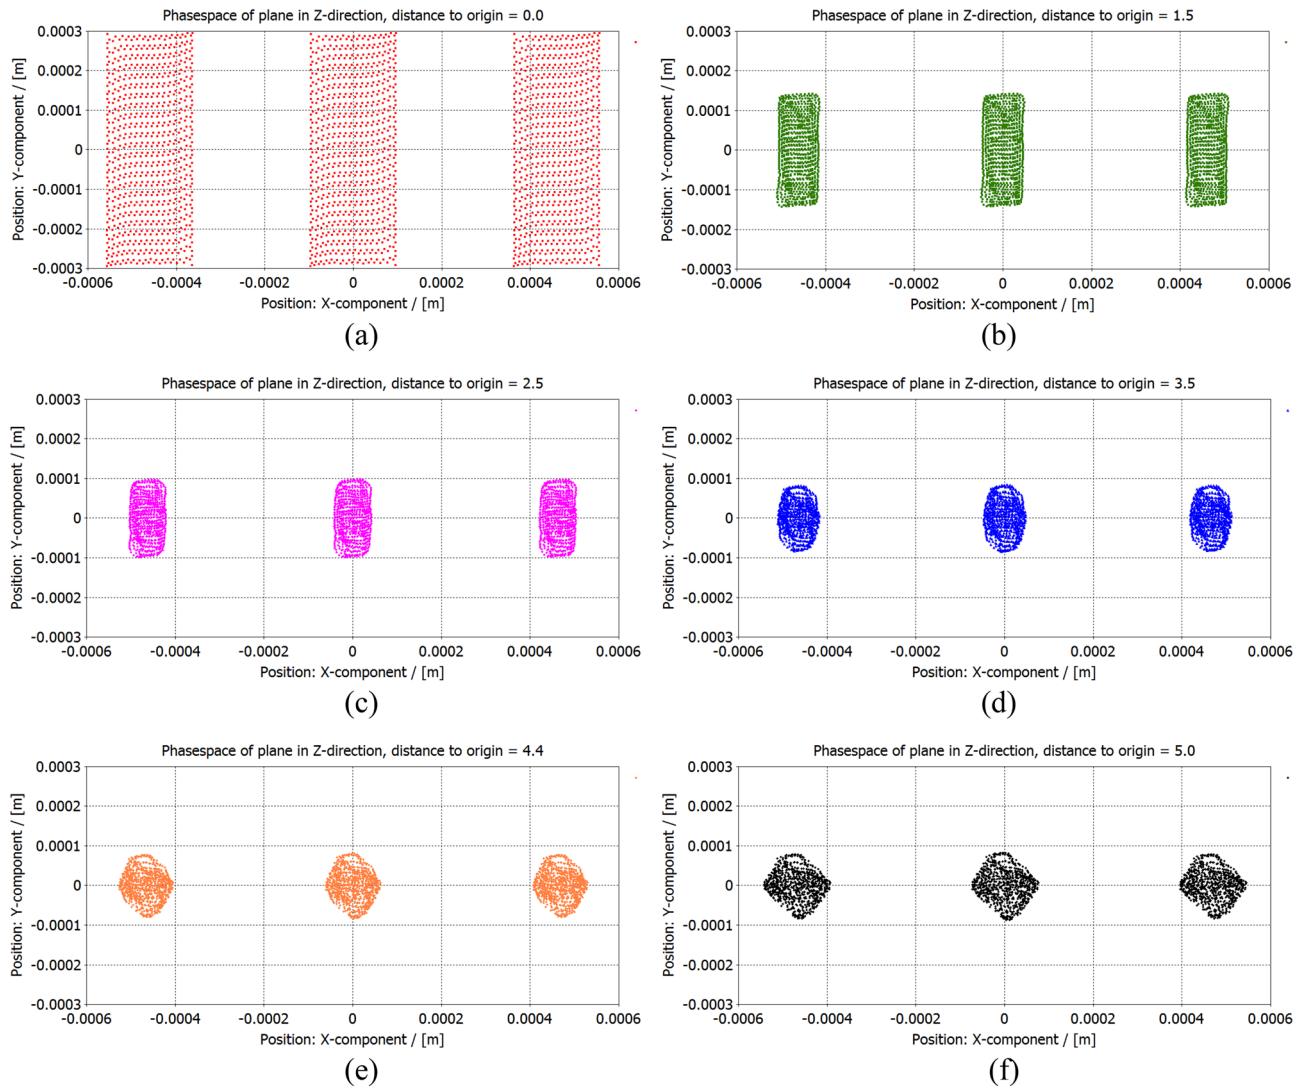 Phasespace of plane in Z-direction, distance to origin = 0.0
Position: Y-component / [m]
0.0003
0.0002
0.0001
0
-0.0001
-0.0002
-0.0003
-0.0006 -0.0004 -0.0002 0 0.0002 0.0004 0.0006
Position: X-component / [m]
(a)
Phasespace of plane in Z-direction, distance to origin = 1.5
Position: Y-component / [m]
0.0003
0.0002
0.0001
0
-0.0001
-0.0002
-0.0003
-0.0006 -0.0004 -0.0002 0 0.0002 0.0004 0.0006
Position: X-component / [m]
(b)
Phasespace of plane in Z-direction, distance to origin = 2.5
Position: Y-component / [m]
0.0003
0.0002
0.0001
0
-0.0001
-0.0002
-0.0003
-0.0006 -0.0004 -0.0002 0 0.0002 0.0004 0.0006
Position: X-component / [m]
(c)
Phasespace of plane in Z-direction, distance to origin = 3.5
Position: Y-component / [m]
0.0003
0.0002
0.0001
0
-0.0001
-0.0002
-0.0003
-0.0006 -0.0004 -0.0002 0 0.0002 0.0004 0.0006
Position: X-component / [m]
(d)
Phasespace of plane in Z-direction, distance to origin = 4.4
Position: Y-component / [m]
0.0003
0.0002
0.0001
0
-0.0001
-0.0002
-0.0003
-0.0006 -0.0004 -0.0002 0 0.0002 0.0004 0.0006
Position: X-component / [m]
(e)
Phasespace of plane in Z-direction, distance to origin = 5.0
Position: Y-component / [m]
0.0003
0.0002
0.0001
0
-0.0001
-0.0002
-0.0003
-0.0006 -0.0004 -0.0002 0 0.0002 0.0004 0.0006
Position: X-component / [m]
(f)